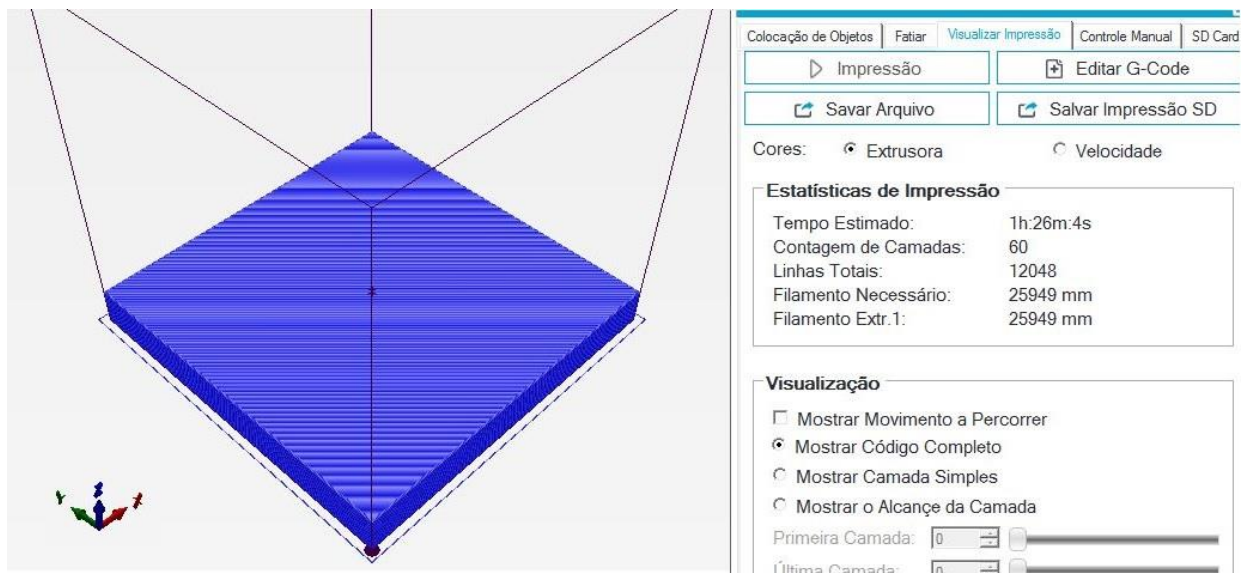 Colocação de Objetos Fatiar Visualizar Impressão Controle Manual SD Card
Impressão Editar G-Code
Savar Arquivo Salvar Impressão SD
Cores: Extrusora Velocidade
Estatísticas de Impressão
Tempo Estimado: 1h:26m:4s
Contagem de Camadas: 60
Linhas Totais: 12048
Filamento Necessário: 25949 mm
Filamento Extr.1: 25949 mm
Visualização
Mostrar Movimento a Percorrer
Mostrar Código Completo
Mostrar Camada Simples
Mostrar o Alcançe da Camada
Primeira Camada: 0
Última Camada: 0